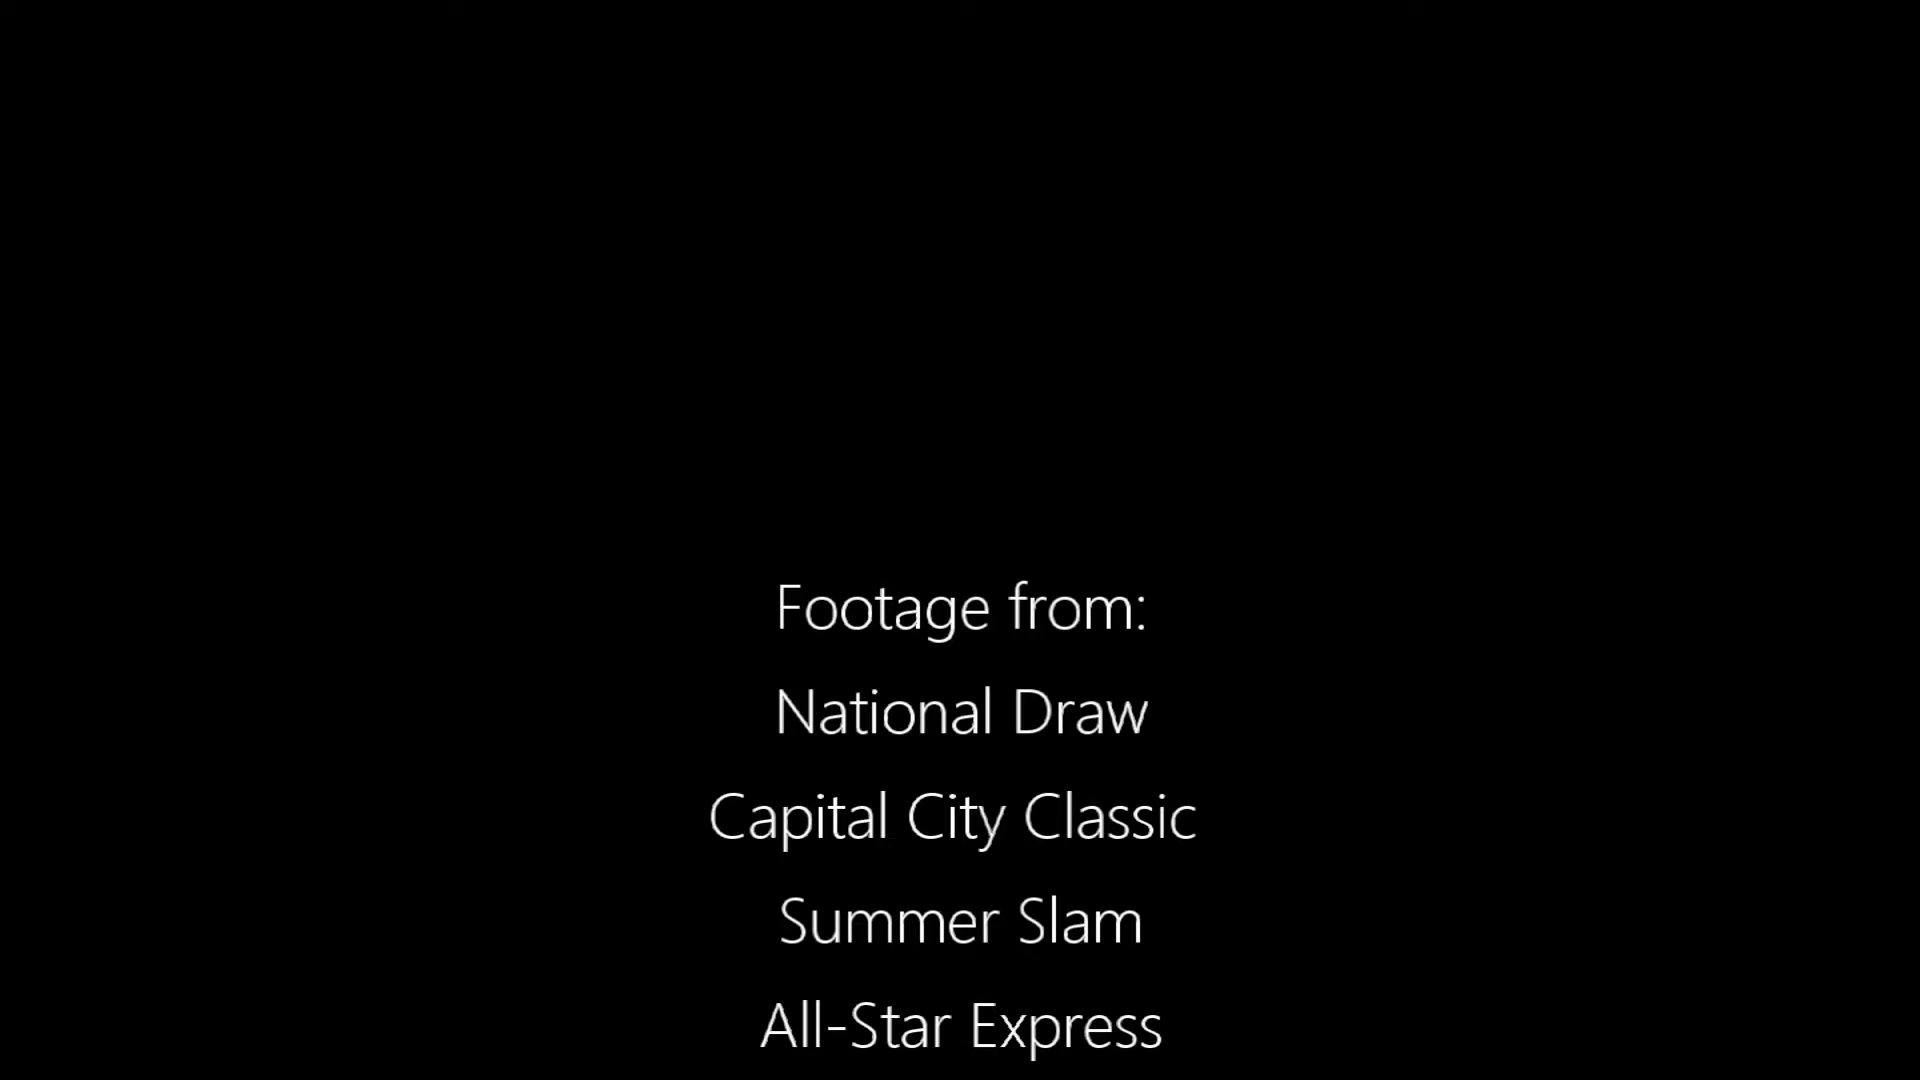 Footage from:
National Draw
Capital City Classic
Summer Slam
All-Star Express